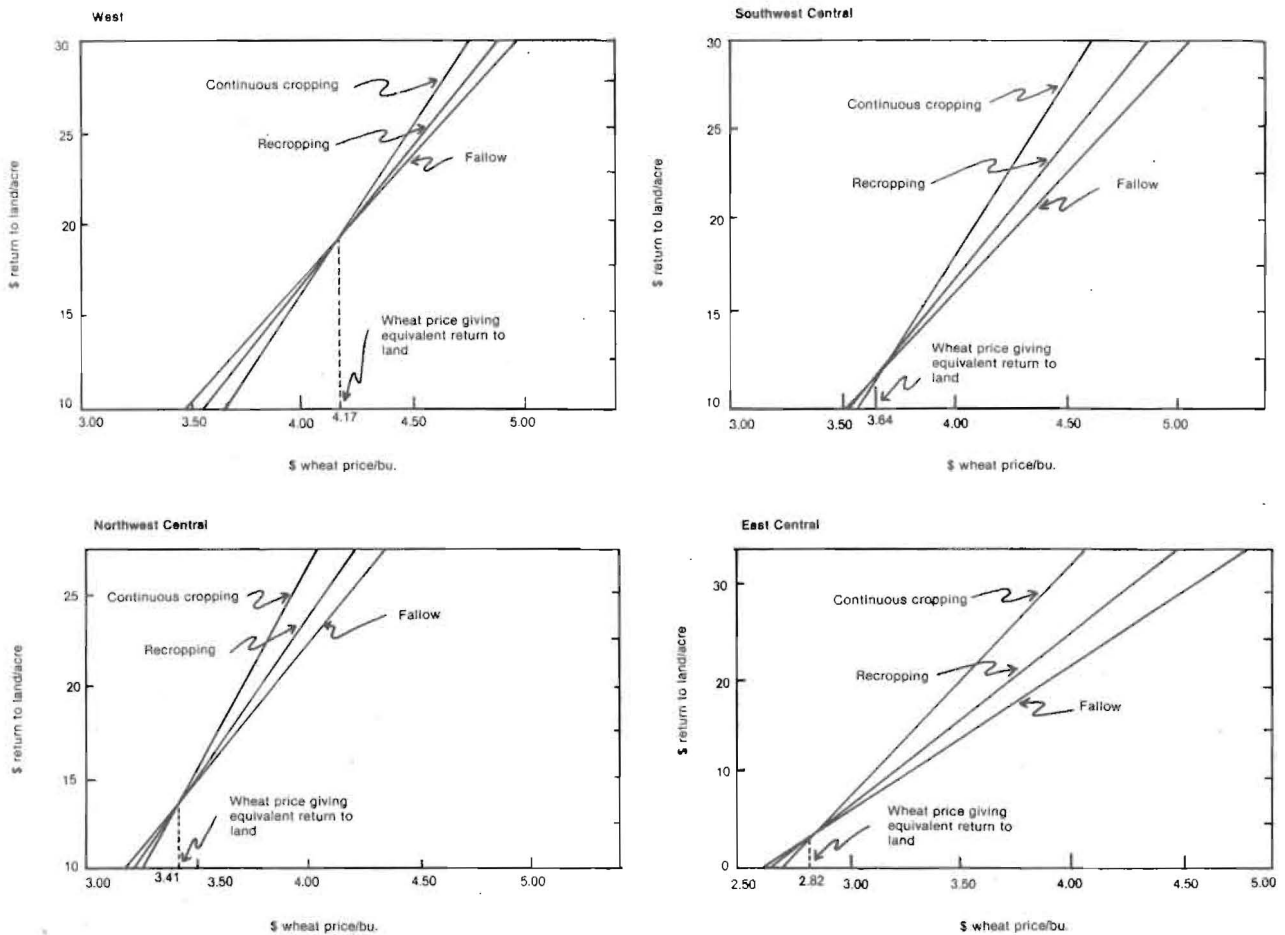 West
30
25
20
15
10
$ return to land/acre
Continuous cropping
Recropping
Fallow
Wheat price giving
equivalent return to
land
3.00
3.50
4.00
4.17
4.50
5.00
$ wheat price/bu.
Southwest Central
30
25
20
15
10
$ return to land/acre
Continuous cropping
Recropping
Fallow
Wheat price giving
equivalent return to
land
3.00
3.50
3.64
4.00
4.50
5.00
$ wheat price/bu.
Northwest Central
25
20
15
10
$ return to land/acre
Continuous cropping
Recropping
Fallow
Wheat price giving
equivalent return to
land
3.00
3.41
3.50
4.00
4.50
5.00
$ wheat price/bu.
East Central
30
20
10
0
$ return to land/acre
Continuous cropping
Recropping
Fallow
Wheat price giving
equivalent return to
land
2.50
2.82
3.00
3.50
4.00
4.50
5.00
$ wheat price/bu.